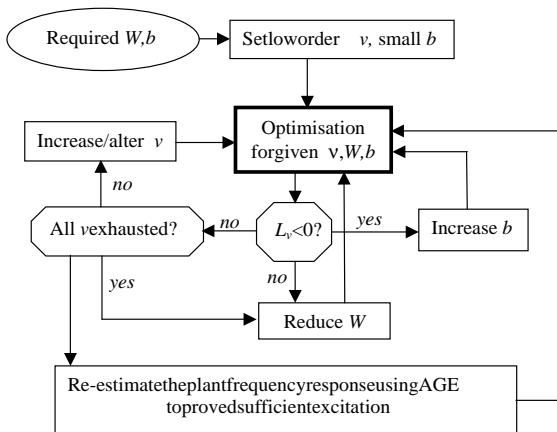 Required W,b
Setloworder v, small b
Optimisation
forgiven ν,W,b
Increase/alter v
no
All vexhausted?
no
Lv<0?
yes
Increase b
yes
no
Reduce W
Re-estimatetheplantfrequencyresponseusingAGE
toprovedsufficientexcitation